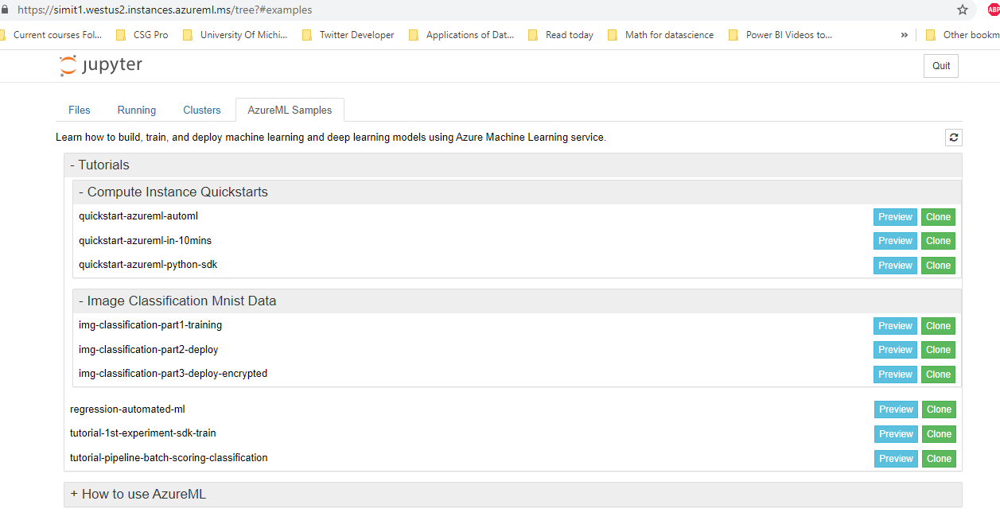 https://simit1.westus2.instances.azureml.ms/tree?#examples
ABP
Current courses Fol... CSG Pro University Of Michi... Twitter Developer Applications of Dat... Read today Math for datascience Power BI Videos to... » Other bookm
jupyter Quit
Files Running Clusters AzureML Samples
Learn how to build, train, and deploy machine learning and deep learning models using Azure Machine Learning service.
- Tutorials
- Compute Instance Quickstarts
quickstart-azureml-automl Preview Clone
quickstart-azureml-in-10mins Preview Clone
quickstart-azureml-python-sdk Preview Clone
- Image Classification Mnist Data
img-classification-part1-training Preview Clone
img-classification-part2-deploy Preview Clone
img-classification-part3-deploy-encrypted Preview Clone
regression-automated-ml Preview Clone
tutorial-1st-experiment-sdk-train Preview Clone
tutorial-pipeline-batch-scoring-classification Preview Clone
+ How to use AzureML